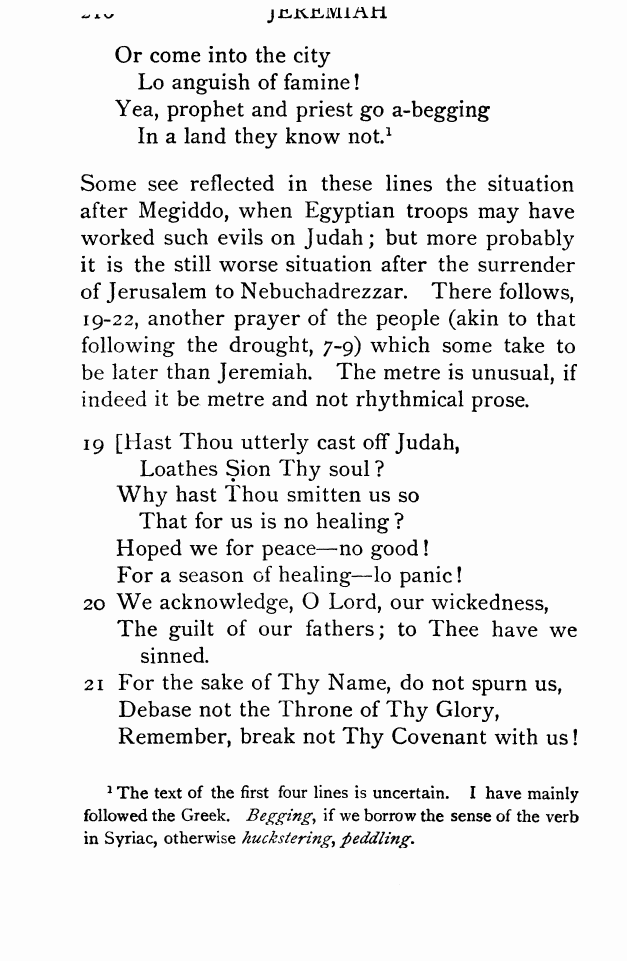 JEREMIAH
Or come into the city
Lo anguish of famine!
Yea, prophet and priest go a-begging
In a land they know not.¹
Some see reflected in these lines the situation
after Megiddo, when Egyptian troops may have
worked such evils on Judah; but more probably
it is the still worse situation after the surrender
of Jerusalem to Nebuchadrezzar. There follows,
19-22, another prayer of the people (akin to that
following the drought, 7-9) which some take to
be later than Jeremiah. The metre is unusual, if
indeed it be metre and not rhythmical prose.
19 [Hast Thou utterly cast off Judah,
Loathes Ṣion Thy soul?
Why hast Thou smitten us so
That for us is no healing?
Hoped we for peace—no good!
For a season of healing—lo panic!
20 We acknowledge, O Lord, our wickedness,
The guilt of our fathers; to Thee have we
sinned.
21 For the sake of Thy Name, do not spurn us,
Debase not the Throne of Thy Glory,
Remember, break not Thy Covenant with us!
¹ The text of the first four lines is uncertain. I have mainly
followed the Greek. Begging, if we borrow the sense of the verb
in Syriac, otherwise huckstering, peddling.